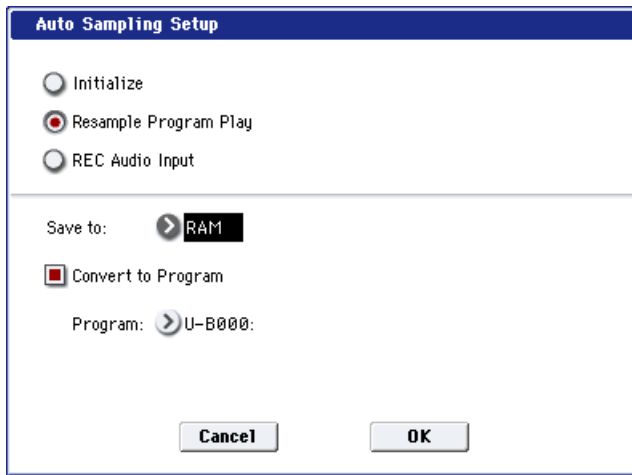 Auto Sampling Setup
Initialize
Resample Program Play
REC Audio Input
Save to: RAM
Convert to Program
Program: U-B000:
Cancel OK